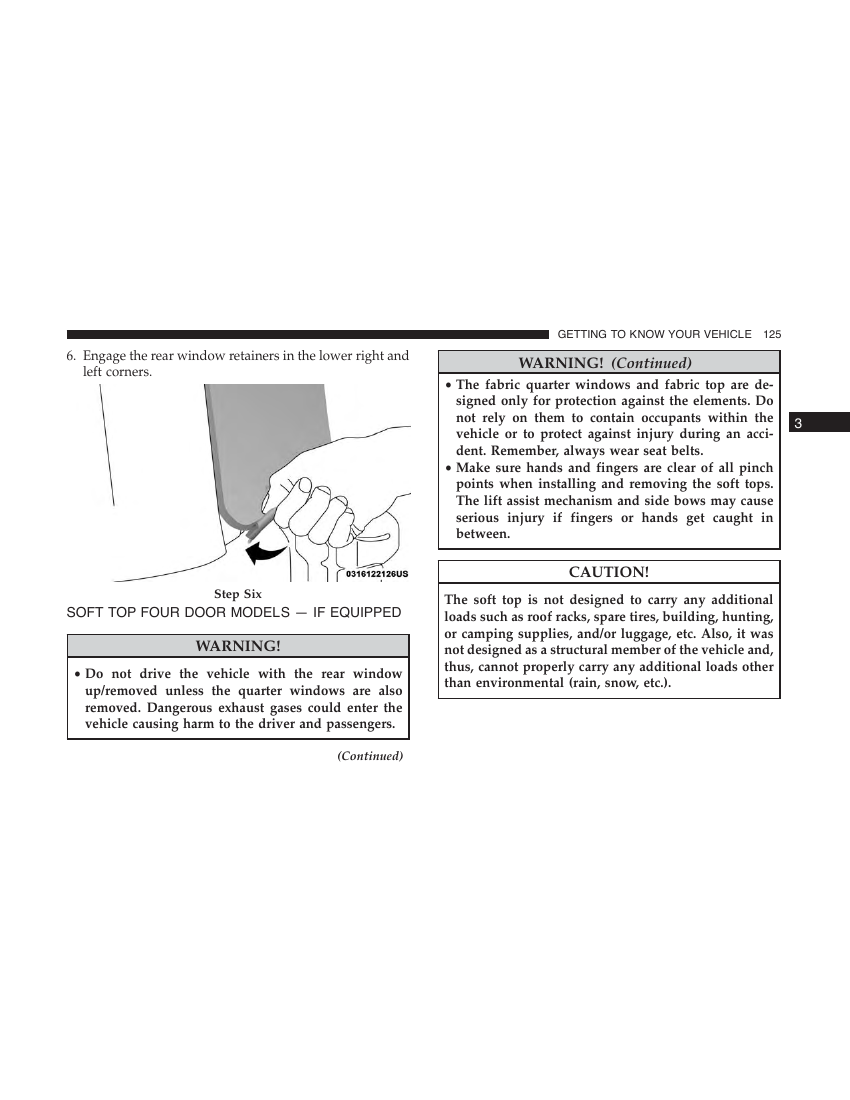 GETTING TO KNOW YOUR VEHICLE 125
6. Engage the rear window retainers in the lower right and
left corners.
0316122126US
Step Six
SOFT TOP FOUR DOOR MODELS — IF EQUIPPED
WARNING!
• Do not drive the vehicle with the rear window
up/removed unless the quarter windows are also
removed. Dangerous exhaust gases could enter the
vehicle causing harm to the driver and passengers.
(Continued)
WARNING! (Continued)
• The fabric quarter windows and fabric top are de-
signed only for protection against the elements. Do
not rely on them to contain occupants within the
vehicle or to protect against injury during an acci-
dent. Remember, always wear seat belts.
• Make sure hands and fingers are clear of all pinch
points when installing and removing the soft tops.
The lift assist mechanism and side bows may cause
serious injury if fingers or hands get caught in
between.
CAUTION!
The soft top is not designed to carry any additional
loads such as roof racks, spare tires, building, hunting,
or camping supplies, and/or luggage, etc. Also, it was
not designed as a structural member of the vehicle and,
thus, cannot properly carry any additional loads other
than environmental (rain, snow, etc.).
3